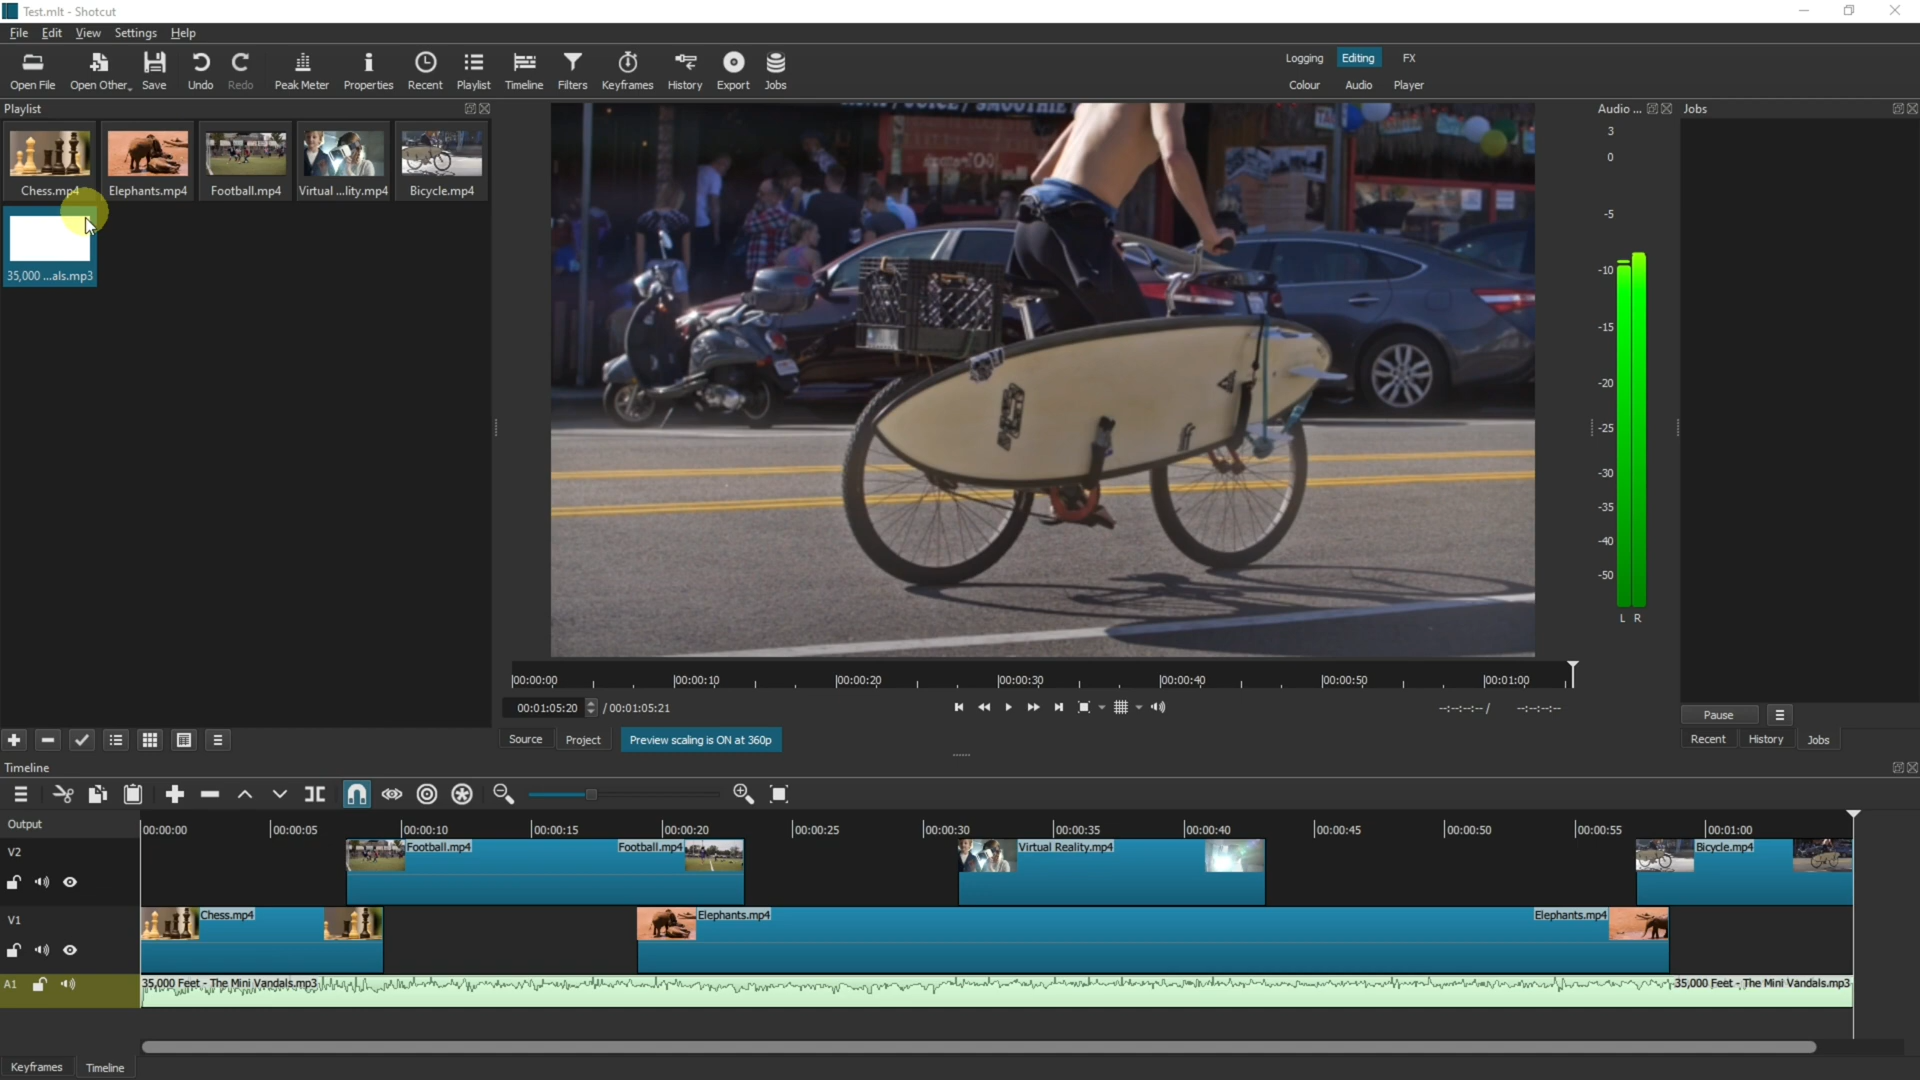 Test.mlt - Shotcut
File Edit View Settings Help
Open File Open Other Save Undo Redo Peak Meter Properties Recent Playlist Timeline Filters Keyframes History Export Jobs
Logging Editing FX
Colour Audio Player
Playlist
Chess.mp4 Elephants.mp4 Football.mp4 Virtual ...lity.mp4 Bicycle.mp4
35,000 ...als.mp3
Audio ...
3
0
-5
-10
-15
-20
-25
-30
-35
-40
-50
L R
Jobs
00:00:00 00:00:10 00:00:20 00:00:30 00:00:40 00:00:50 00:01:00
00:01:05:20 / 00:01:05:21
--:--:--:-- / --:--:--:--
Pause
Source Project Preview scaling is ON at 360p
Recent History Jobs
Timeline
Output
00:00:00 00:00:05 00:00:10 00:00:15 00:00:20 00:00:25 00:00:30 00:00:35 00:00:40 00:00:45 00:00:50 00:00:55 00:01:00
V2
Football.mp4 Football.mp4 Virtual Reality.mp4 Bicycle.mp4
V1
Chess.mp4 Elephants.mp4 Elephants.mp4
A1
35,000 Feet - The Mini Vandals.mp3 35,000 Feet - The Mini Vandals.mp3
Keyframes Timeline